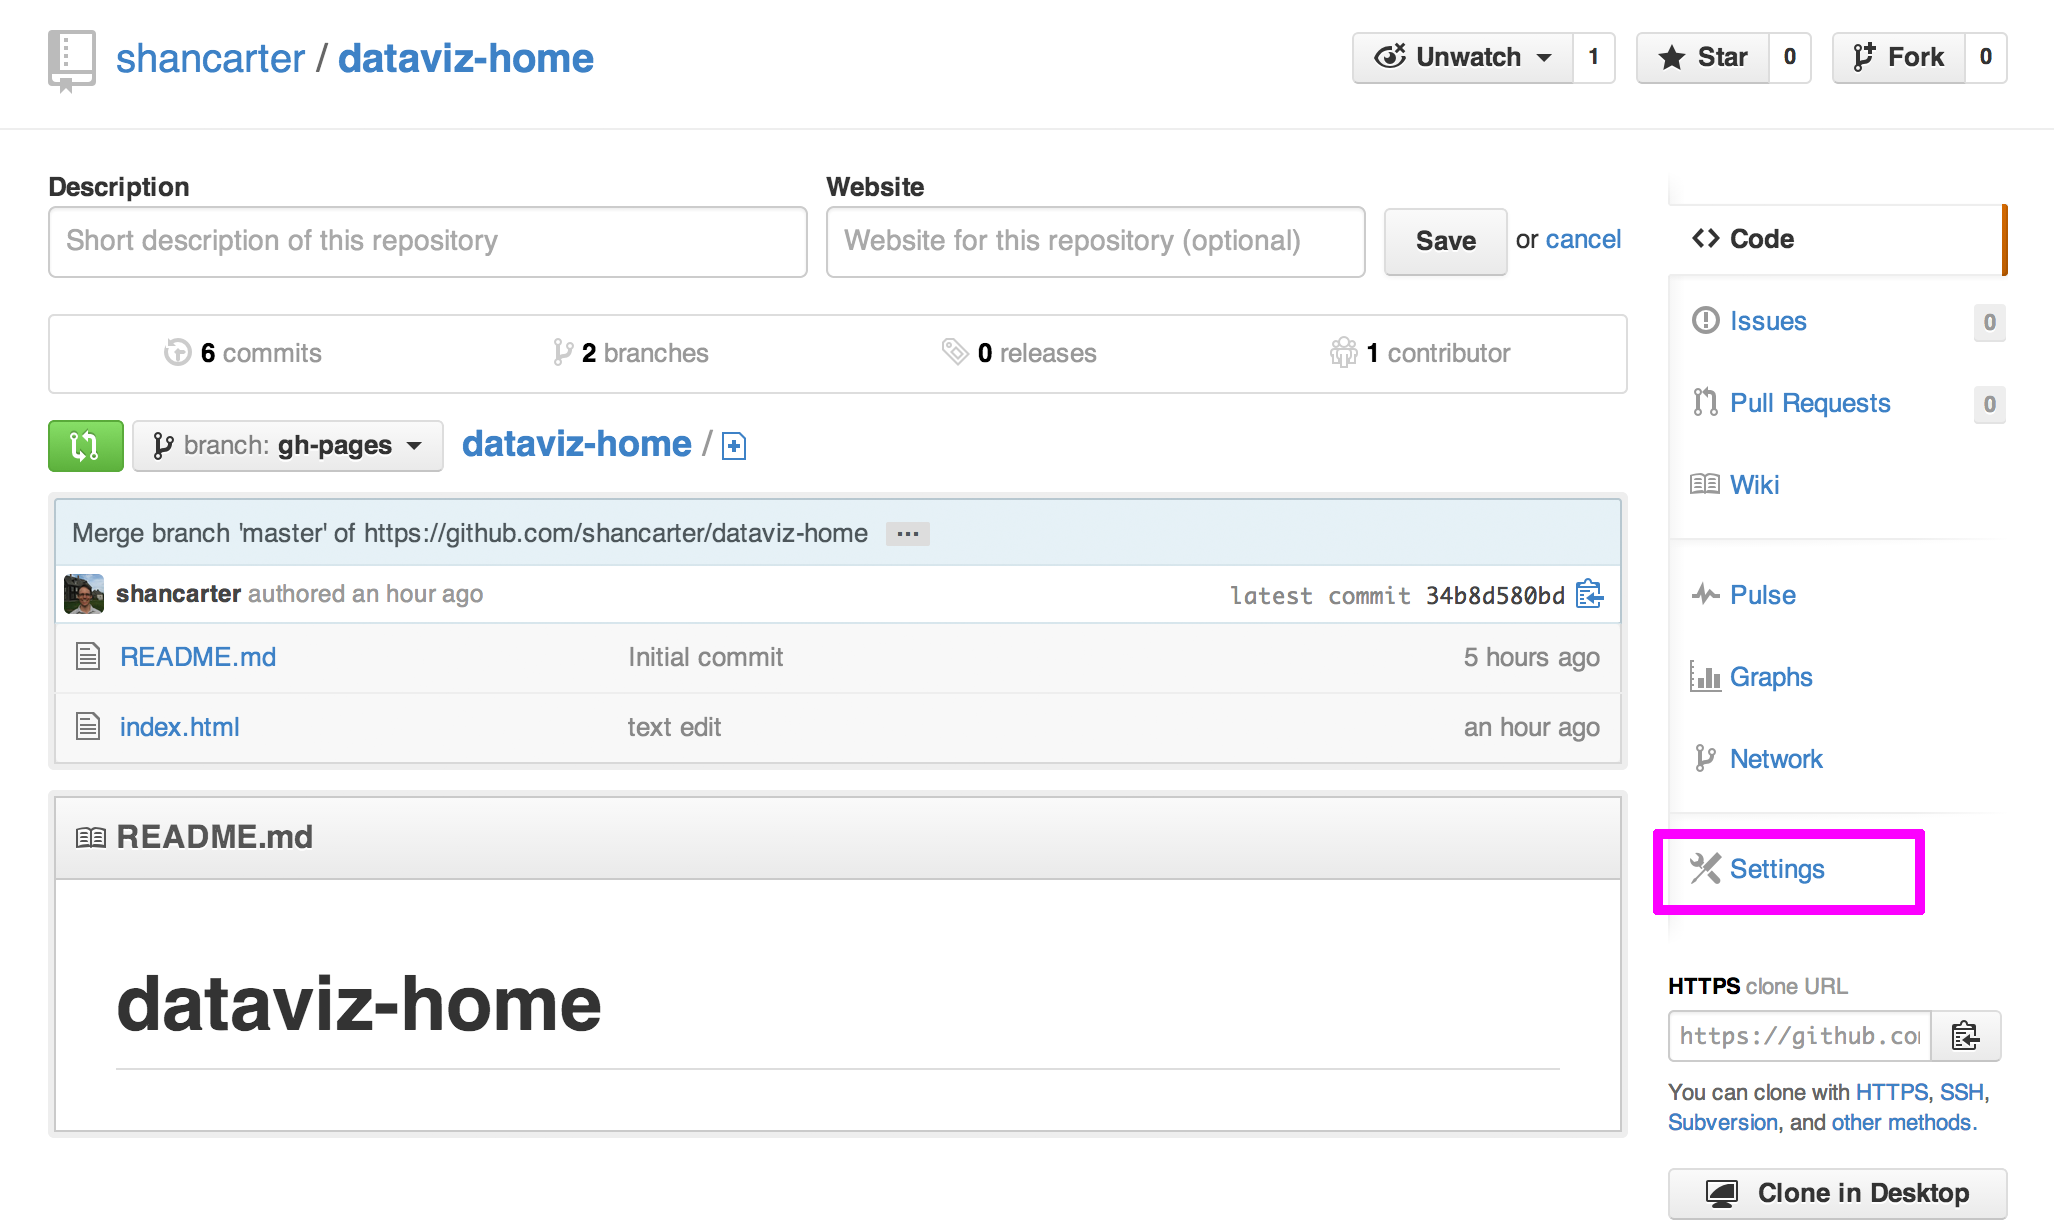 shancarter / dataviz-home
Unwatch 1 Star 0 Fork 0
Description
Short description of this repository
Website
Website for this repository (optional)
Save or cancel
6 commits 2 branches 0 releases 1 contributor
branch: gh-pages dataviz-home /
Merge branch 'master' of https://github.com/shancarter/dataviz-home ...
shancarter authored an hour ago latest commit 34b8d580bd
README.md Initial commit 5 hours ago
index.html text edit an hour ago
README.md
dataviz-home
Code
Issues 0
Pull Requests 0
Wiki
Pulse
Graphs
Network
Settings
HTTPS clone URL
https://github.co
You can clone with HTTPS, SSH,
Subversion, and other methods.
Clone in Desktop